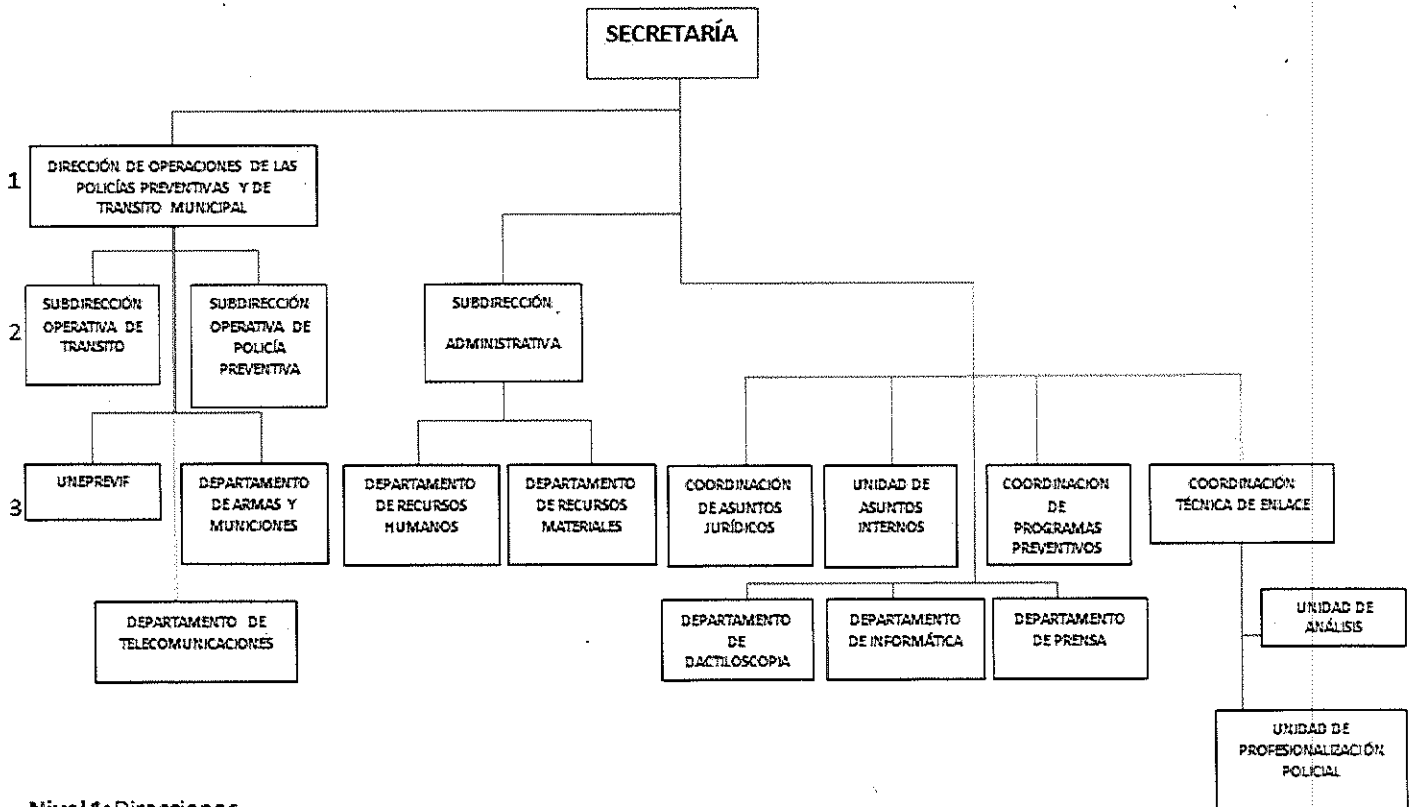 SECRETARÍA
1
DIRECCIÓN DE OPERACIONES DE LAS
POLICÍAS PREVENTIVAS Y DE
TRANSITO MUNICIPAL
2
SUBDIRECCIÓN
OPERATIVA DE
TRANSITO
SUBDIRECCIÓN
OPERATIVA DE
POLICÍA
PREVENTIVA
SUBDIRECCIÓN
ADMINISTRATIVA
3
UNEPREVIF
DEPARTAMENTO
DE ARMAS Y
MUNICIONES
DEPARTAMENTO
DE RECURSOS
HUMANOS
DEPARTAMENTO
DE RECURSOS
MATERIALES
COORDINACIÓN
DE ASUNTOS
JURÍDICOS
UNIDAD DE
ASUNTOS
INTERNOS
COORDINACION
DE
PROGRAMAS
PREVENTIVOS
COORDINACIÓN
TÉCNICA DE ENLACE
DEPARTAMENTO DE
TELECOMUNICACIONES
DEPARTAMENTO
DE
DACTILOSCOPIA
DEPARTAMENTO
DE INFORMÁTICA
DEPARTAMENTO
DE PRENSA
UNIDAD DE
ANÁLISIS
UNIDAD DE
PROFESIONALIZACIÓN
POLICIAL
Nivel 1: Direcciones